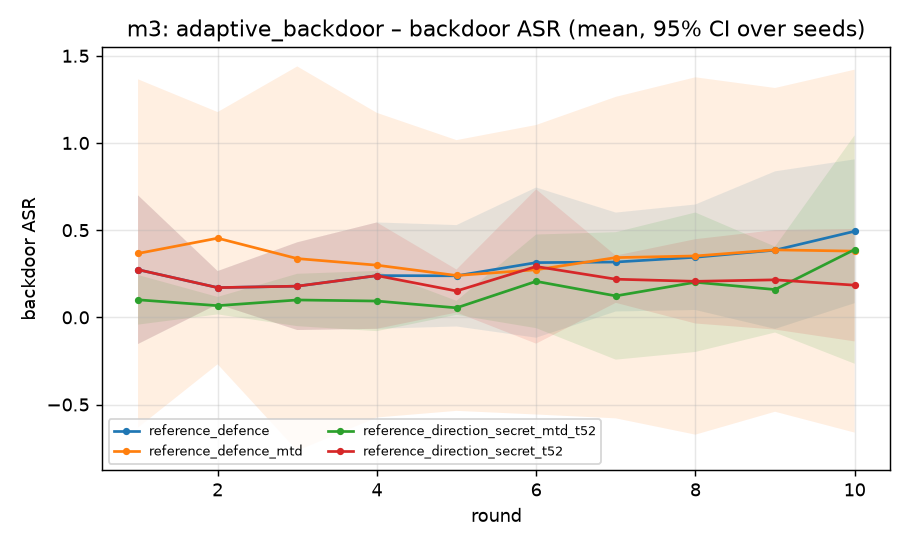 m3: adaptive_backdoor – backdoor ASR (mean, 95% CI over seeds)
1.5
1.0
0.5
0.0
−0.5
backdoor ASR
reference_defence
reference_defence_mtd
reference_direction_secret_mtd_t52
reference_direction_secret_t52
2
4
6
8
10
round